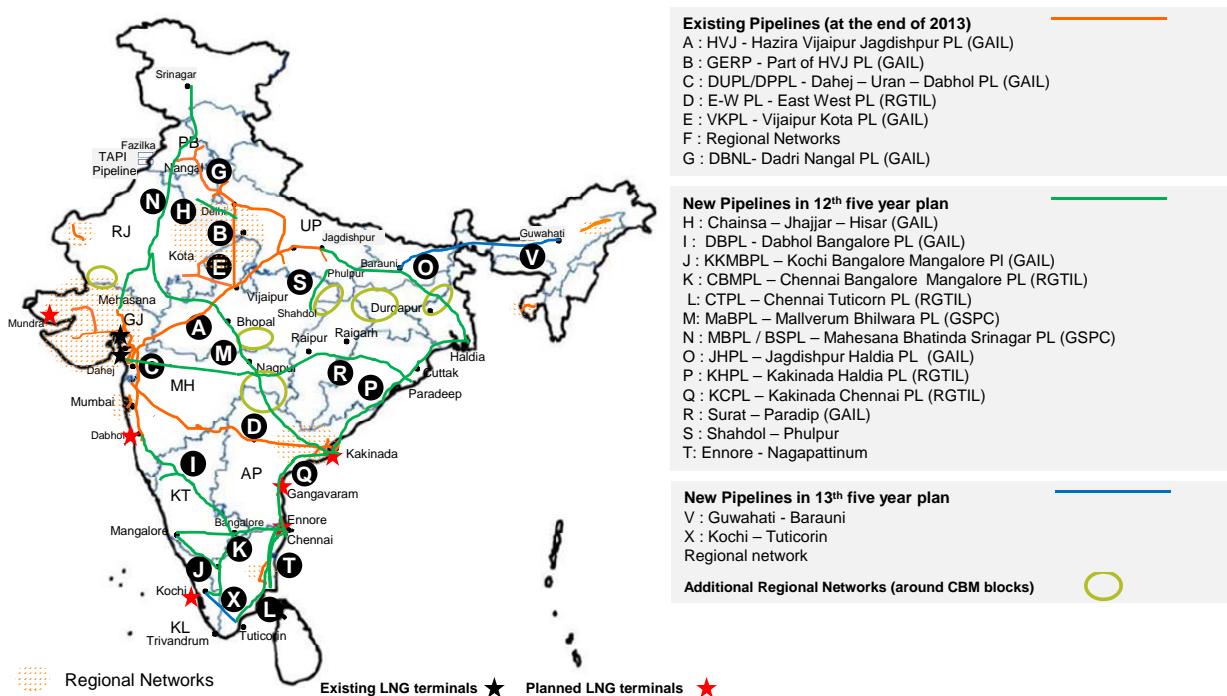 Srinagar
PB
Fazilka
TAPI
Pipeline
Nangal
G
N
H
Delhi
RJ
B
UP
Jagdishpur
Guwahati
Kota
E
Barauni
O
V
S
Phulpur
Mehasana
Vijaipur
Shahdol
Durgapur
Mundra
GJ
A
Bhopal
Raigarh
Raipur
M
Haldia
Dahej
C
Nagpur
R
Cuttak
MH
P
Paradeep
Mumbai
D
Dabhol
Kakinada
I
AP
Q
Gangavaram
KT
Mangalore
Bangalore
Ennore
Chennai
K
J
T
Kochi
X
L
KL
Trivandrum
Tuticorin
Regional Networks
Existing LNG terminals
Planned LNG terminals
Existing Pipelines (at the end of 2013)
A : HVJ - Hazira Vijaipur Jagdishpur PL (GAIL)
B : GERP - Part of HVJ PL (GAIL)
C : DUPL/DPPL - Dahej – Uran – Dabhol PL (GAIL)
D : E-W PL - East West PL (RGTIL)
E : VKPL - Vijaipur Kota PL (GAIL)
F : Regional Networks
G : DBNL- Dadri Nangal PL (GAIL)
New Pipelines in 12th five year plan
H : Chainsa – Jhajjar – Hisar (GAIL)
I : DBPL - Dabhol Bangalore PL (GAIL)
J : KKMBPL – Kochi Bangalore Mangalore Pl (GAIL)
K : CBMPL – Chennai Bangalore Mangalore PL (RGTIL)
L: CTPL – Chennai Tuticorn PL (RGTIL)
M: MaBPL – Mallverum Bhilwara PL (GSPC)
N : MBPL / BSPL – Mahesana Bhatinda Srinagar PL (GSPC)
O : JHPL – Jagdishpur Haldia PL (GAIL)
P : KHPL – Kakinada Haldia PL (RGTIL)
Q : KCPL – Kakinada Chennai PL (RGTIL)
R : Surat – Paradip (GAIL)
S : Shahdol – Phulpur
T: Ennore - Nagapattinum
New Pipelines in 13th five year plan
V : Guwahati - Barauni
X : Kochi – Tuticorin
Regional network
Additional Regional Networks (around CBM blocks)